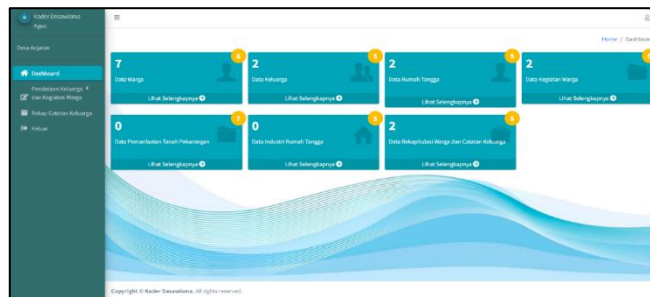 Kader Dasawisma
Agus
Desa Anjatan
Dashboard
Pendataan Keluarga
dan Kegiatan Warga
Rekap Catatan Keluarga
Keluar
Home / Dashboard
7
Data Warga
Lihat Selengkapnya
2
Data Keluarga
Lihat Selengkapnya
2
Data Rumah Tangga
Lihat Selengkapnya
2
Data Kegiatan Warga
Lihat Selengkapnya
0
Data Pemanfaatan Tanah Pekarangan
Lihat Selengkapnya
7
0
Data Industri Rumah Tangga
Lihat Selengkapnya
2
Data Rekapitulasi Warga dan Catatan Keluarga
Lihat Selengkapnya
Copyright © Kader Dasawisma. All rights reserved.